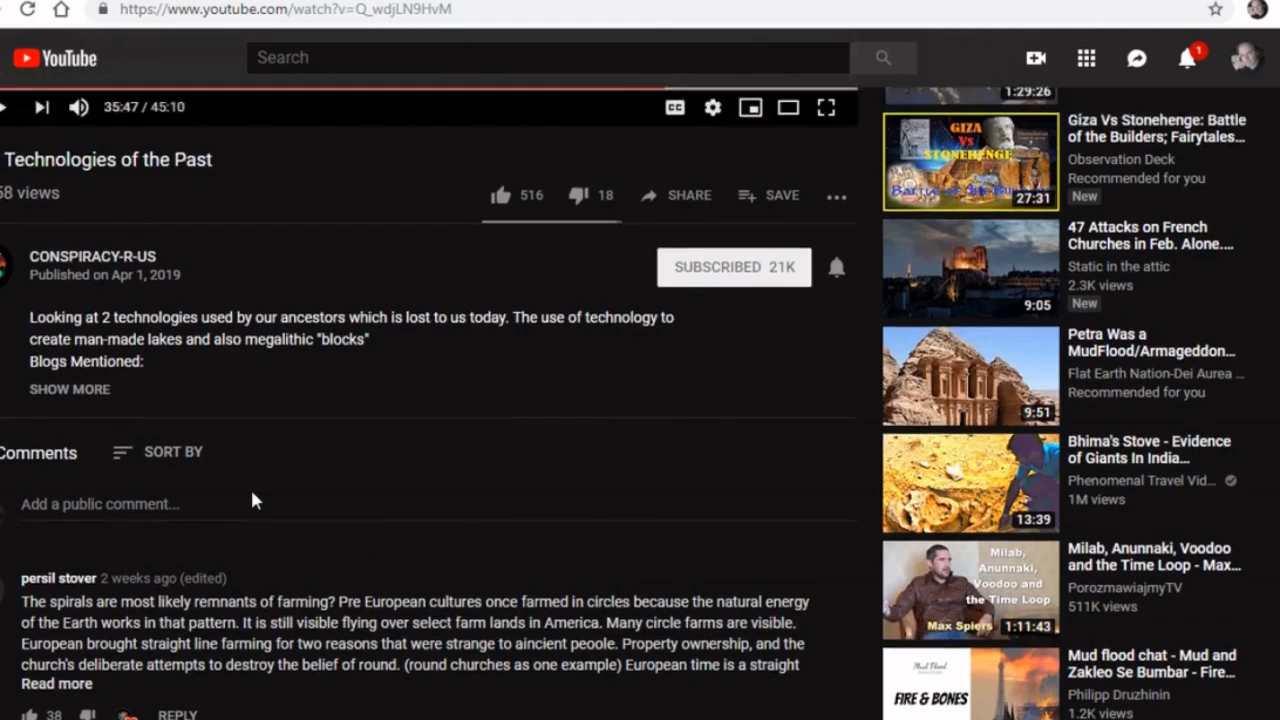 https://www.youtube.com/watch?v=Q_wdjLN9HvM
YouTube
Search
1
35:47 / 45:10
CC
Technologies of the Past
58 views
516
18
SHARE
SAVE
CONSPIRACY-R-US
Published on Apr 1, 2019
SUBSCRIBED 21K
Looking at 2 technologies used by our ancestors which is lost to us today. The use of technology to
create man-made lakes and also megalithic "blocks"
Blogs Mentioned:
SHOW MORE
Comments
SORT BY
Add a public comment...
persil stover 2 weeks ago (edited)
The spirals are most likely remnants of farming? Pre European cultures once farmed in circles because the natural energy
of the Earth works in that pattern. It is still visible flying over select farm lands in America. Many circle farms are visible.
European brought straight line farming for two reasons that were strange to aincient peoole. Property ownership, and the
church's deliberate attempts to destroy the belief of round. (round churches as one example) European time is a straight
Read more
38
REPLY
1:29:26
GIZA
Vs
STONEHENGE
27:31
Giza Vs Stonehenge: Battle
of the Builders; Fairytales...
Observation Deck
Recommended for you
New
9:05
47 Attacks on French
Churches in Feb. Alone....
Static in the attic
2.3K views
New
9:51
Petra Was a
MudFlood/Armageddon...
Flat Earth Nation-Dei Aurea ...
Recommended for you
13:39
Bhima's Stove - Evidence
of Giants In India...
Phenomenal Travel Vid...
1M views
Milab,
Anunnaki,
Voodoo and
the Time Loop
Max Spiers
1:11:43
Milab, Anunnaki, Voodoo
and the Time Loop - Max...
PorozmawiajmyTV
511K views
Mud Flood
FIRE & BONES
Mud flood chat - Mud and
Zakleo Se Bumbar - Fire...
Philipp Druzhinin
1.2K views